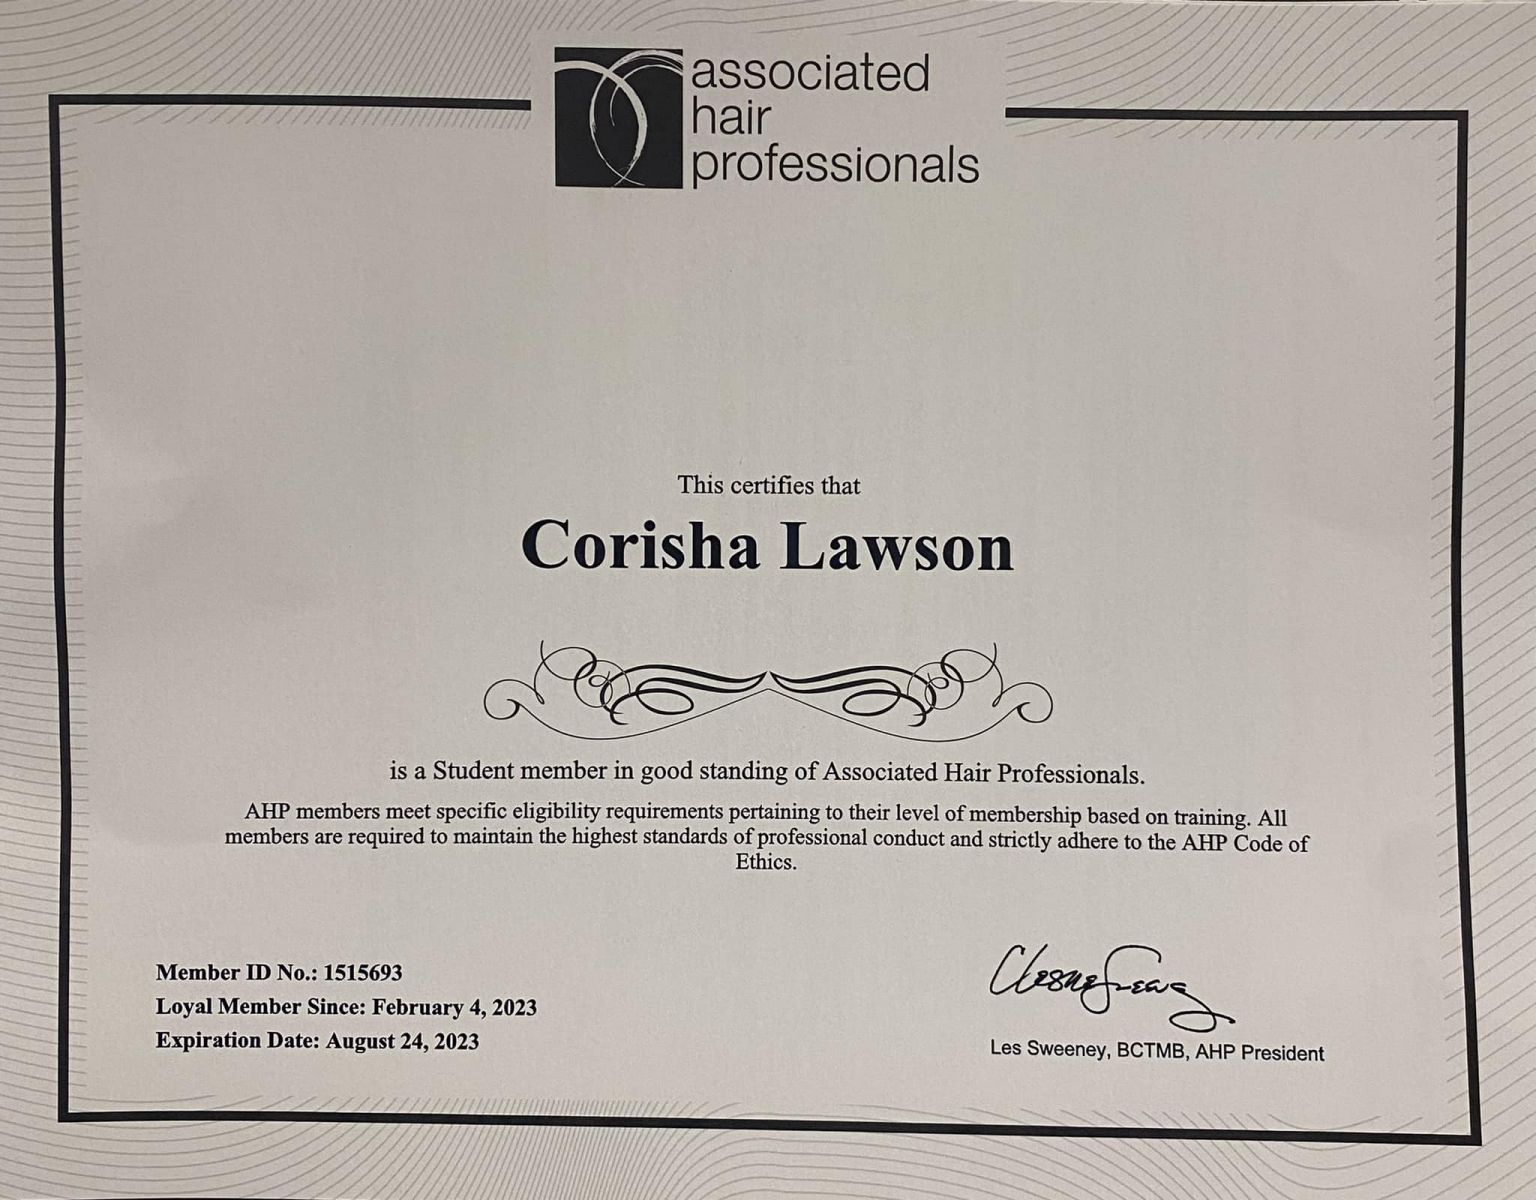 associated
hair
professionals
This certifies that
Corisha Lawson
is a Student member in good standing of Associated Hair Professionals.
AHP members meet specific eligibility requirements pertaining to their level of membership based on training. All
members are required to maintain the highest standards of professional conduct and strictly adhere to the AHP Code of
Ethics.
Member ID No.: 1515693
Loyal Member Since: February 4, 2023
Expiration Date: August 24, 2023
Les Sweeney, BCTMB, AHP President